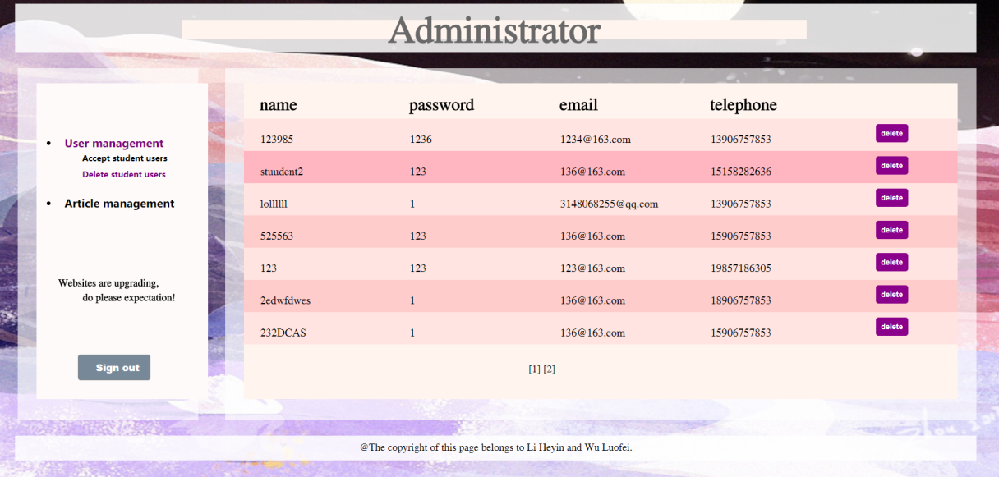 Administrator
name password email telephone
123985 1236 1234@163.com 13906757853 delete
stuudent2 123 136@163.com 15158282636 delete
lolllllll 1 3148068255@qq.com 13906757853 delete
525563 123 136@163.com 15906757853 delete
123 123 123@163.com 19857186305 delete
2edwfdwes 1 136@163.com 18906757853 delete
232DCAS 1 136@163.com 15906757853 delete
[1] [2]
User management
Accept student users
Delete student users
Article management
Websites are upgrading,
do please expectation!
Sign out
@The copyright of this page belongs to Li Heyin and Wu Luofei.